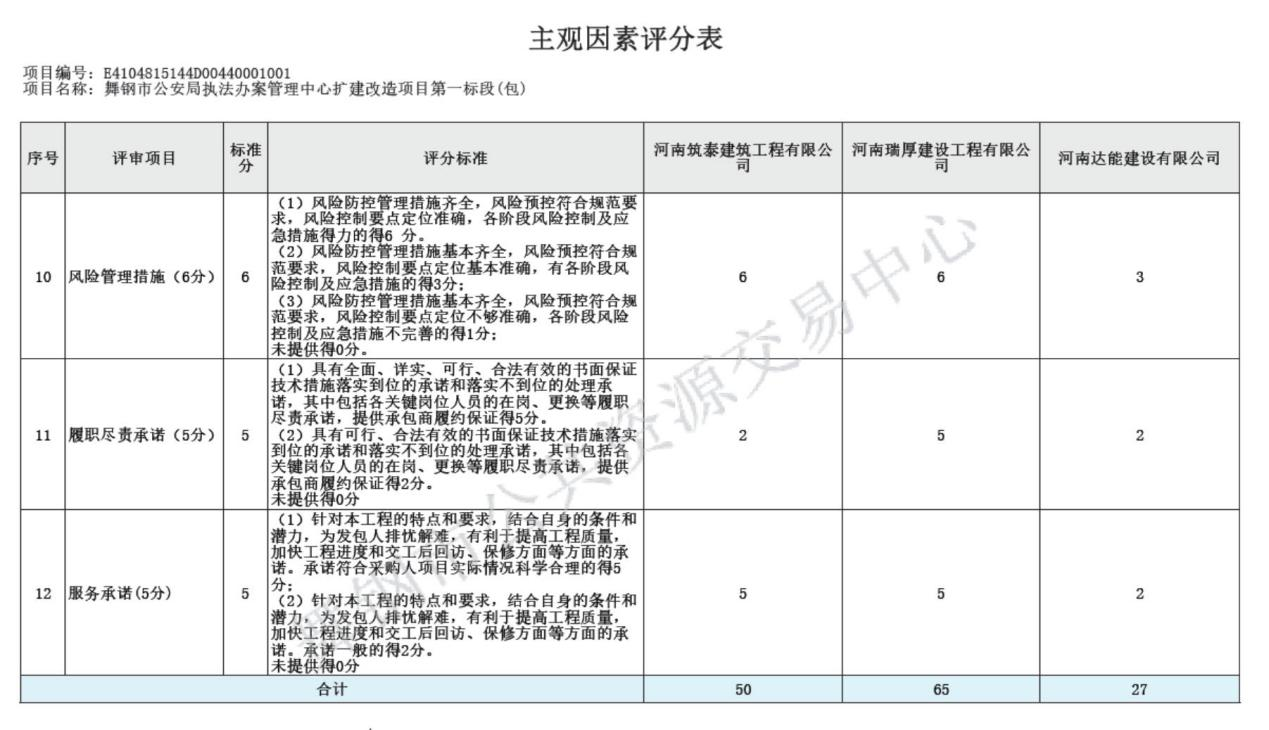 主观因素评分表
项目编号：E4104815144D00440001001
项目名称：舞钢市公安局执法办案管理中心扩建改造项目第一标段(包)
序号
评审项目
标准
分
评分标准
河南筑泰建筑工程有限公
司
河南瑞厚建设工程有限公
司
河南达能建设有限公司
10
风险管理措施（6分）
6
（1）风险防控管理措施齐全，风险预控符合规范要
求，风险控制要点定位准确，各阶段风险控制及应
急措施得力的得6 分。
（2）风险防控管理措施基本齐全，风险预控符合规
范要求，风险控制要点定位基本准确，有各阶段风
险控制及应急措施的得3分；
（3）风险防控管理措施基本齐全，风险预控符合规
范要求，风险控制要点定位不够准确，各阶段风险
控制及应急措施不完善的得1分；
未提供得0分。
6
6
3
11
履职尽责承诺（5分）
5
（1）具有全面、详实、可行、合法有效的书面保证
技术措施落实到位的承诺和落实不到位的处理承
诺，其中包括各关键岗位人员的在岗、更换等履职
尽责承诺，提供承包商履约保证得5分。
（2）具有可行、合法有效的书面保证技术措施落实
到位的承诺和落实不到位的处理承诺，其中包括各
关键岗位人员的在岗、更换等履职尽责承诺，提供
承包商履约保证得2分。
未提供得0分
2
5
2
12
服务承诺(5分)
5
（1）针对本工程的特点和要求，结合自身的条件和
潜力，为发包人排忧解难，有利于提高工程质量，
加快工程进度和交工后回访、保修方面等方面的承
诺。承诺符合采购人项目实际情况科学合理的得5
分；
（2）针对本工程的特点和要求，结合自身的条件和
潜力，为发包人排忧解难，有利于提高工程质量，
加快工程进度和交工后回访、保修方面等方面的承
诺。承诺一般的得2分。
未提供得0分
5
5
2
合计
50
65
27
舞钢市公共资源交易中心